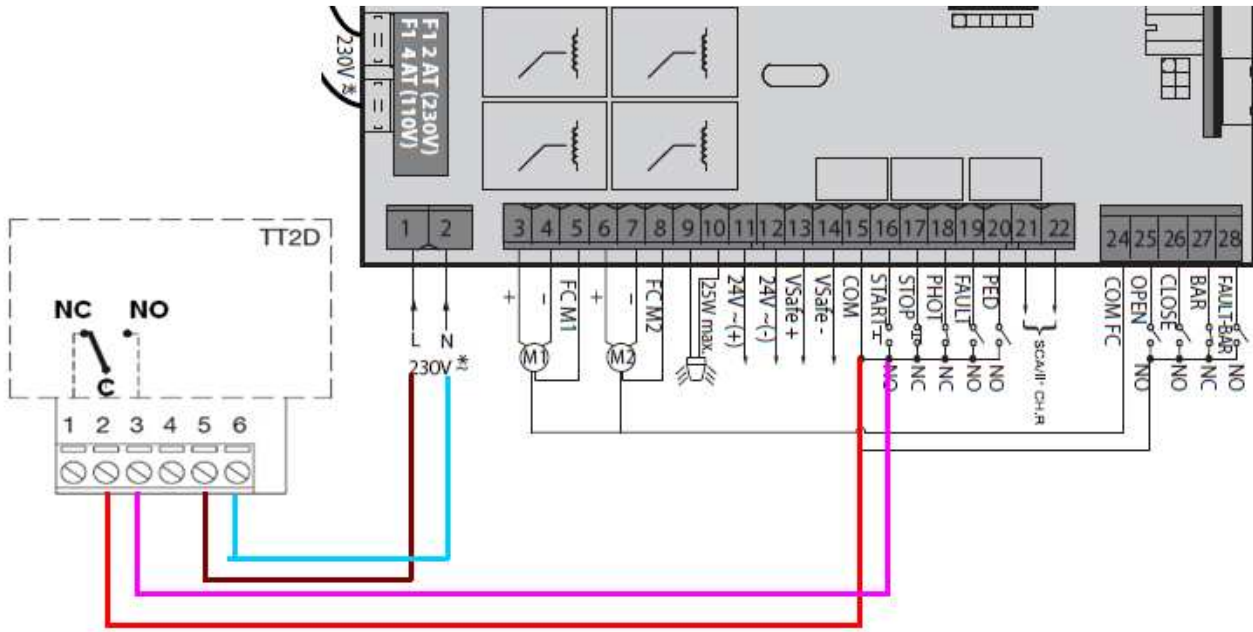 F1 2 AT (230V)
F1 4 AT (110V)
230V ~*
TT2D
NC NO
C
1 2 3 4 5 6
1 2
L N
230V ~*
3 4 5 6 7 8 9 10 11 12 13 14 15 16 17 18 19 20 21 22
24 25 26 27 28
+
-
FC M1
+
-
FC M2
25W max.
24V ~(+)
24V ~(-)
VSafe +
VSafe -
COM
START
STOP
PHOT
FAULT
PED
SCA/II° CH.R
COM FC
OPEN
CLOSE
BAR
FAULT-BAR
M1
M2
NO
NC
NC
NO
NO
NO
NO
NC
NO